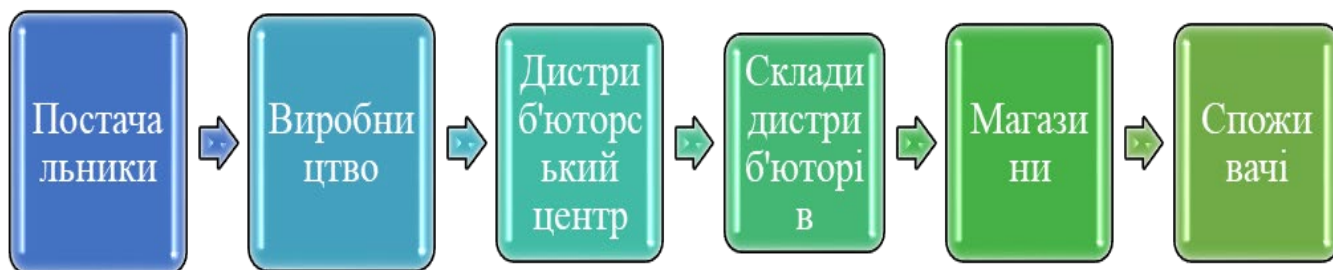 Постача
льники
Виробни
цтво
Дистри
б'юторс
ький
центр
Склади
дистри
б'юторі
в
Магази
ни
Спожи
вачі